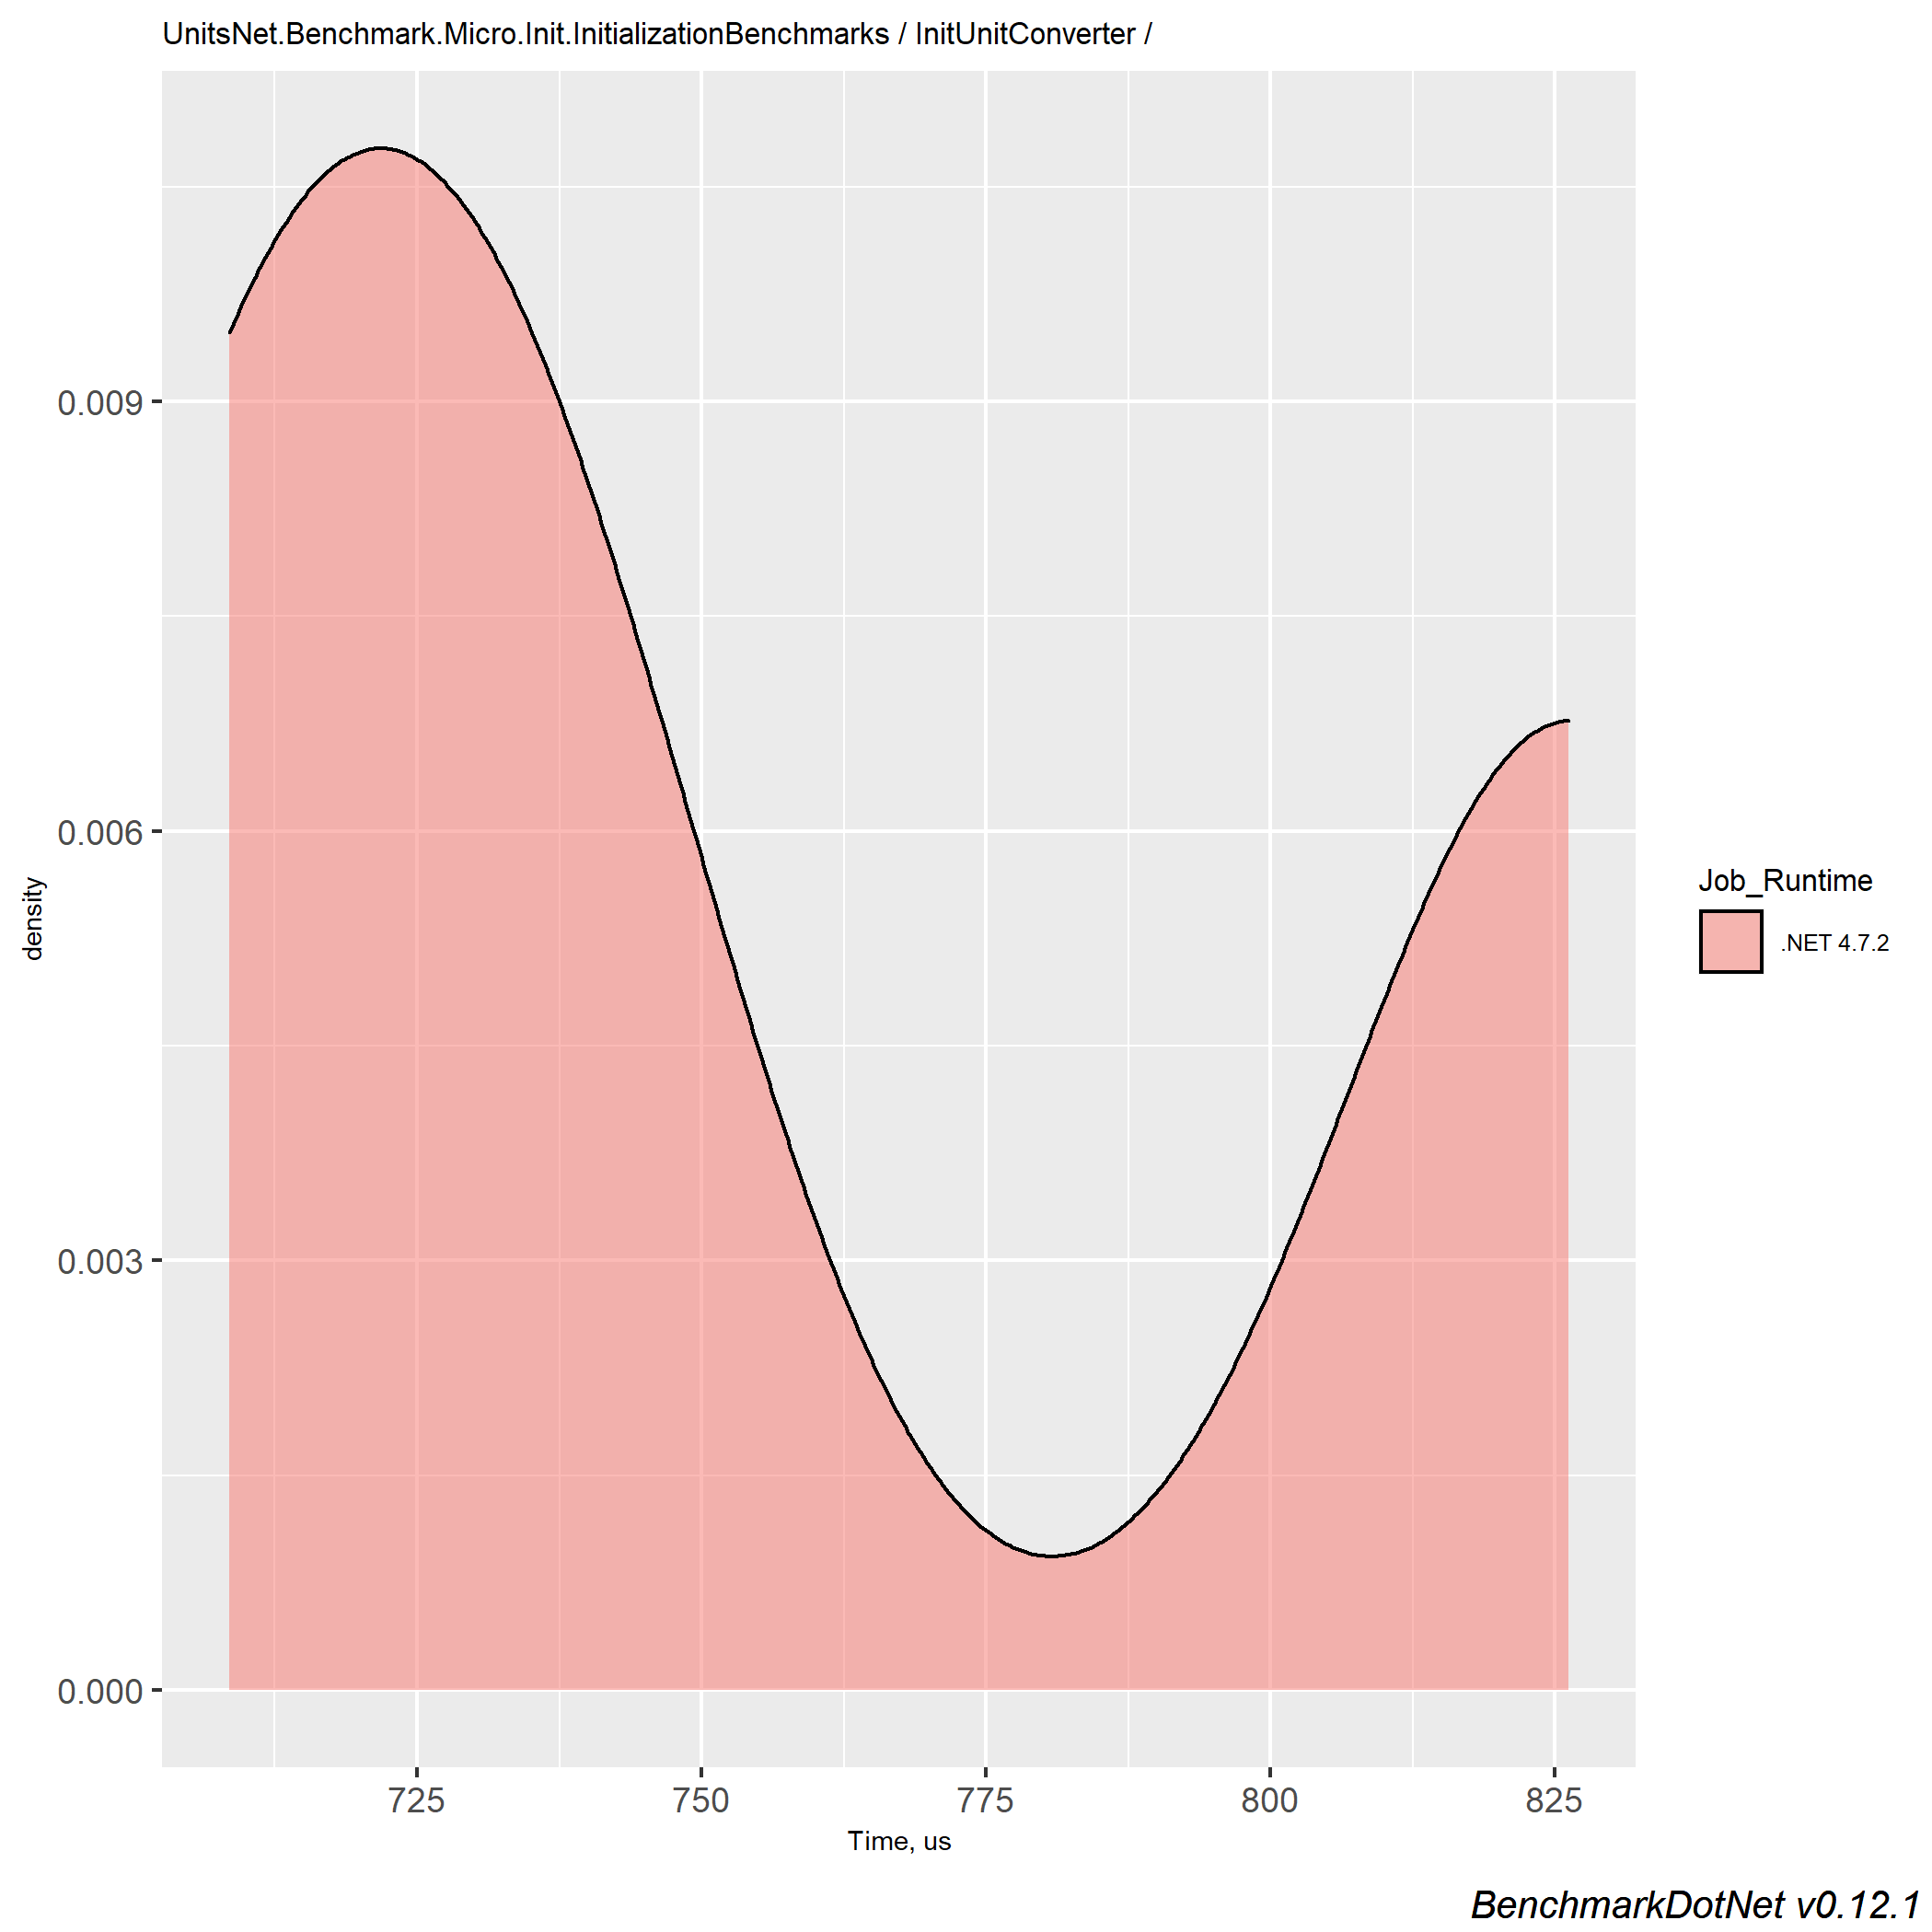 UnitsNet.Benchmark.Micro.Init.InitializationBenchmarks / InitUnitConverter /
density
0.009
0.006
0.003
0.000
725 750 775 800 825
Time, us
Job_Runtime
.NET 4.7.2
BenchmarkDotNet v0.12.1